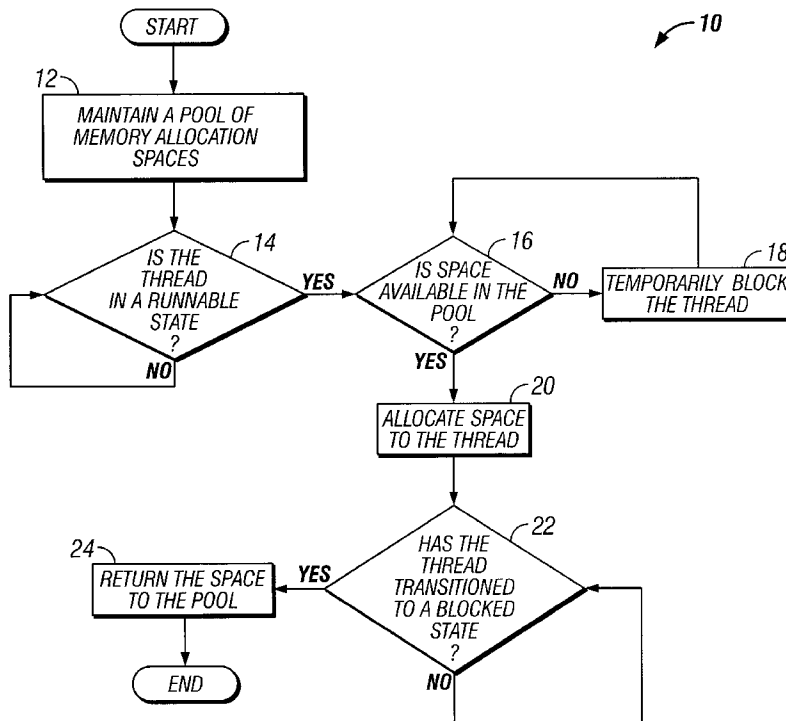 START
10
12
MAINTAIN A POOL OF
MEMORY ALLOCATION
SPACES
14
IS THE
THREAD
IN A RUNNABLE
STATE
?
YES
NO
16
IS SPACE
AVAILABLE IN THE
POOL
?
NO
YES
18
TEMPORARILY BLOCK
THE THREAD
20
ALLOCATE SPACE
TO THE THREAD
22
HAS THE
THREAD
TRANSITIONED
TO A BLOCKED
STATE
?
YES
NO
24
RETURN THE SPACE
TO THE POOL
END